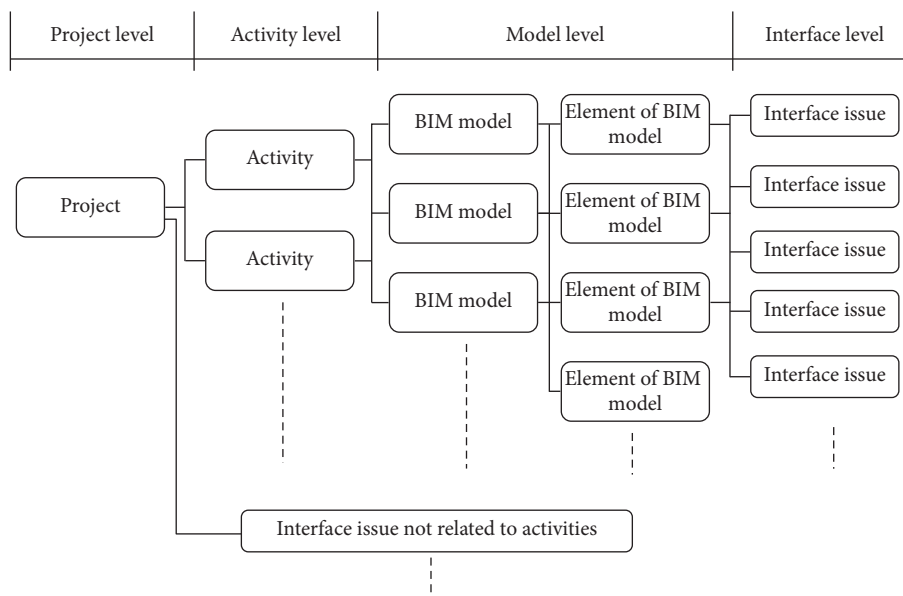 Project level
Activity level
Model level
Interface level
Project
Activity
Activity
BIM model
BIM model
BIM model
Element of BIM
model
Element of BIM
model
Element of BIM
model
Element of BIM
model
Interface issue
Interface issue
Interface issue
Interface issue
Interface issue
Interface issue not related to activities